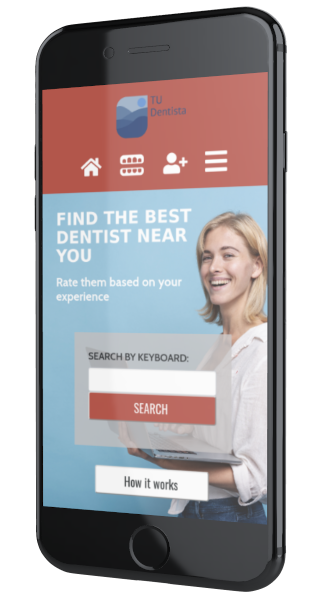 TU
Dentista
FIND THE BEST
DENTIST NEAR
YOU
Rate them based on your
experience
SEARCH BY KEYBOARD:
SEARCH
How it works